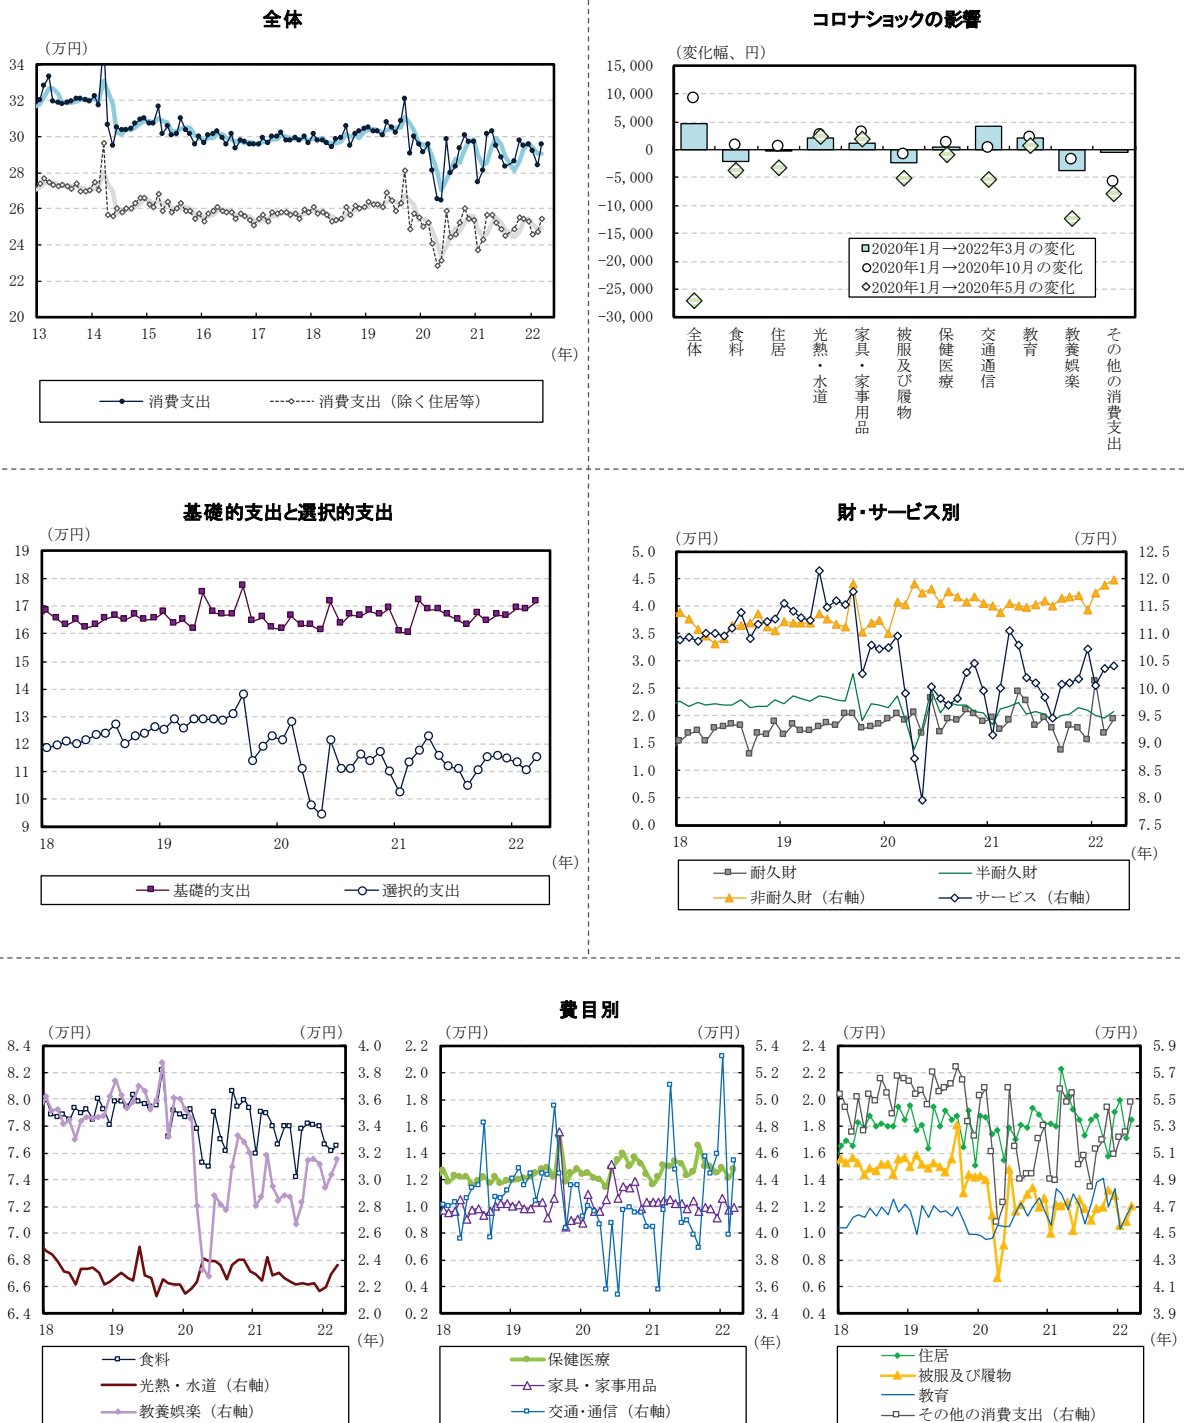 全体
（万円）
34
32
30
28
26
24
22
20
13 14 15 16 17 18 19 20 21 22
（年）
消費支出 消費支出（除く住居等）
コロナショックの影響
（変化幅、円）
15,000
10,000
5,000
0
-5,000
-10,000
-15,000
-20,000
-25,000
-30,000
2020年1月→2022年3月の変化
2020年1月→2020年10月の変化
2020年1月→2020年5月の変化
全体
食料
住居
光熱・水道
家具・家事用品
被服及び履物
保健医療
交通通信
教育
教養娯楽
その他の消費支出
基礎的支出と選択的支出
（万円）
19
18
17
16
15
14
13
12
11
10
9
18 19 20 21 22
（年）
基礎的支出 選択的支出
財・サービス別
（万円） （万円）
5.0 12.5
4.5 12.0
4.0 11.5
3.5 11.0
3.0 10.5
2.5 10.0
2.0 9.5
1.5 9.0
1.0 8.5
0.5 8.0
0.0 7.5
18 19 20 21 22
（年）
耐久財 半耐久財
非耐久財（右軸） サービス（右軸）
費目別
（万円） （万円）
8.4 4.0
8.2 3.8
8.0 3.6
7.8 3.4
7.6 3.2
7.4 3.0
7.2 2.8
7.0 2.6
6.8 2.4
6.6 2.2
6.4 2.0
18 19 20 21 22
（年）
食料
光熱・水道（右軸）
教養娯楽（右軸）
（万円） （万円）
2.2 5.4
2.0 5.2
1.8 5.0
1.6 4.8
1.4 4.6
1.2 4.4
1.0 4.2
0.8 4.0
0.6 3.8
0.4 3.6
0.2 3.4
18 19 20 21 22
（年）
保健医療
家具・家事用品
交通・通信（右軸）
（万円） （万円）
2.4 5.9
2.2 5.7
2.0 5.5
1.8 5.3
1.6 5.1
1.4 4.9
1.2 4.7
1.0 4.5
0.8 4.3
0.6 4.1
0.4 3.9
18 19 20 21 22
（年）
住居
被服及び履物
教育
その他の消費支出（右軸）